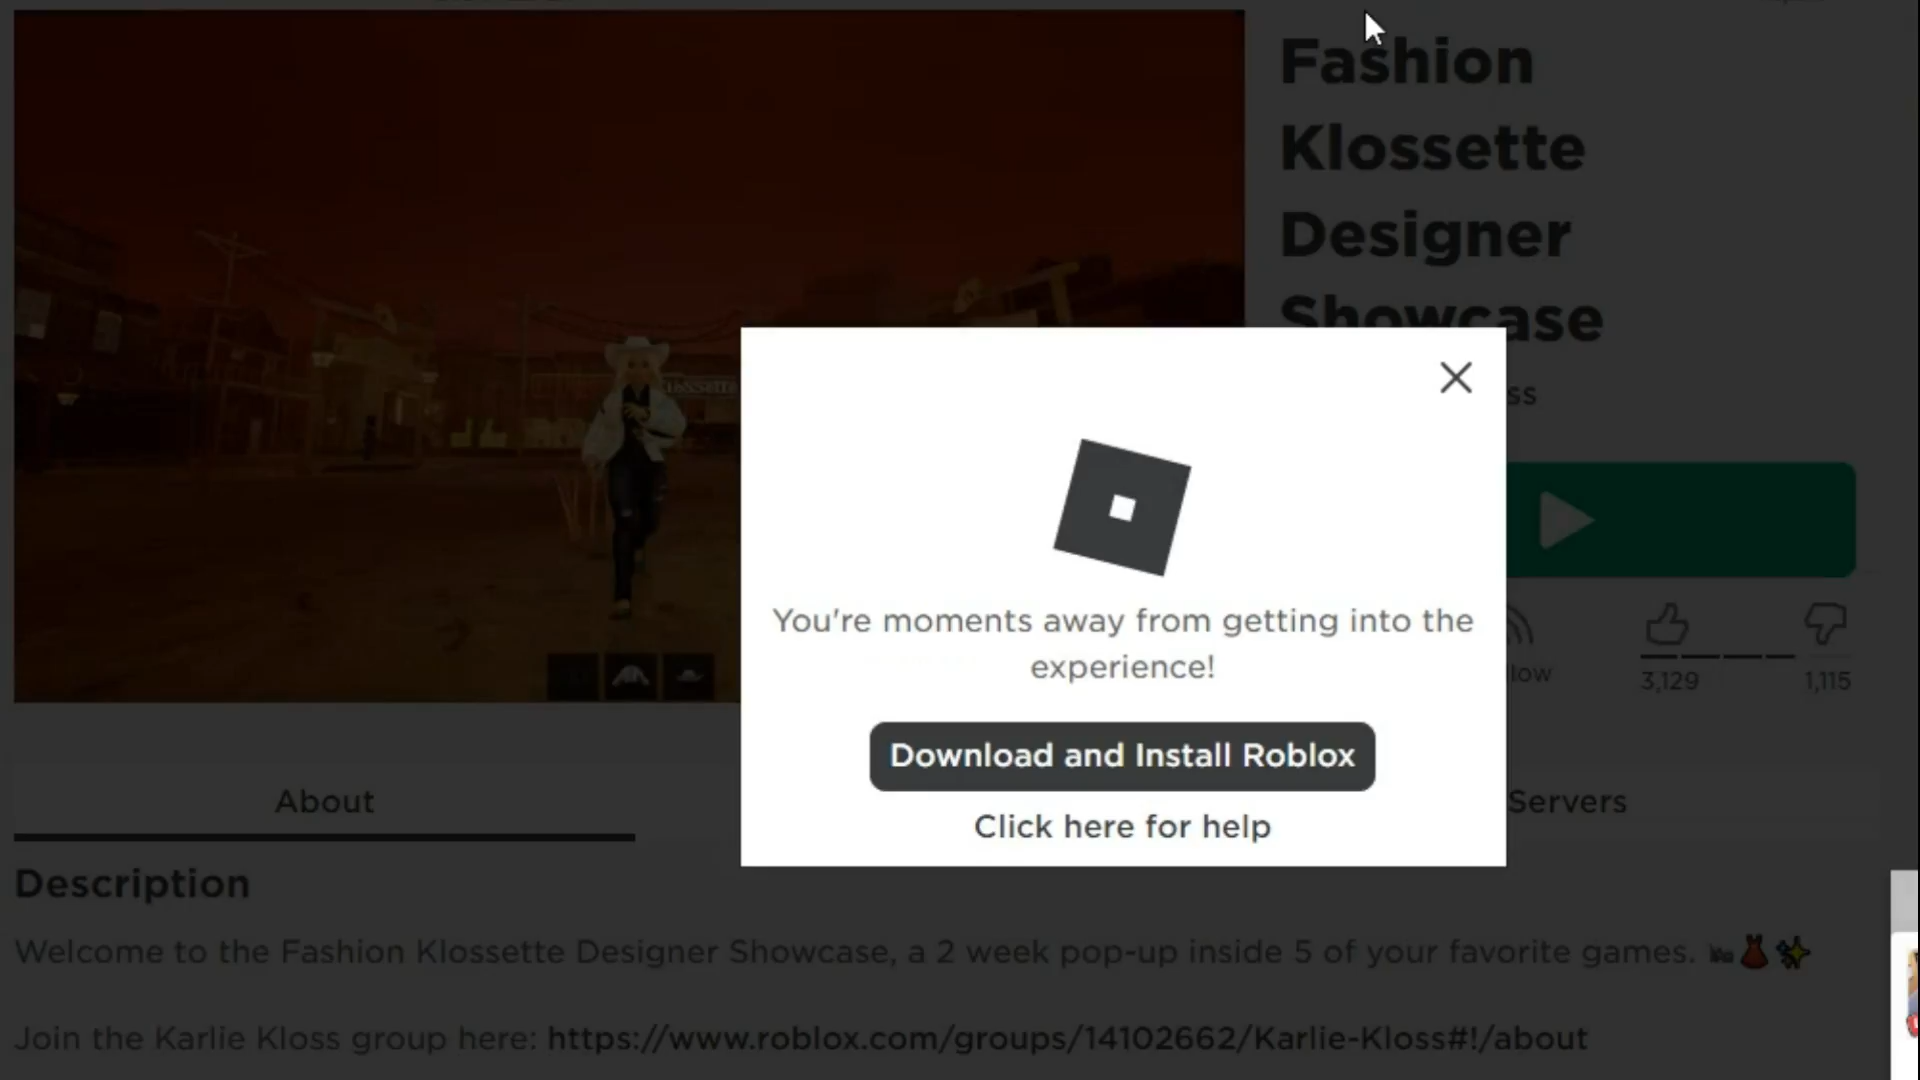 Fashion
Klossette
Designer
Showcase
ss
KLOSSETTE
You're moments away from getting into the
experience!
Download and Install Roblox
Click here for help
low
3,129
1,115
About
Servers
Description
Welcome to the Fashion Klossette Designer Showcase, a 2 week pop-up inside 5 of your favorite games. 👗✨
Join the Karlie Kloss group here: https://www.roblox.com/groups/14102662/Karlie-Kloss#!/about